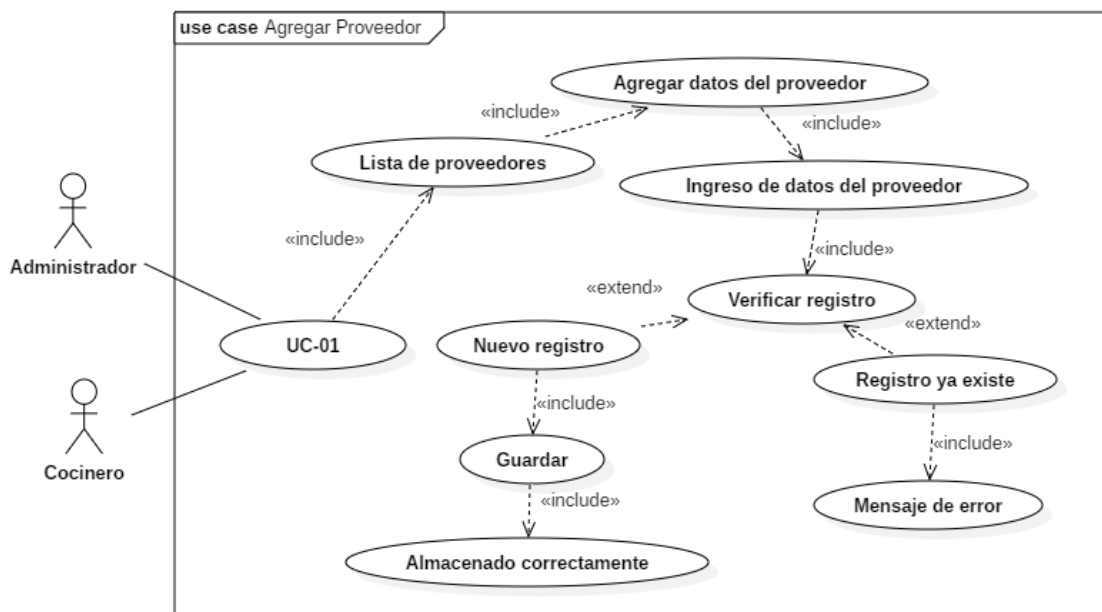 use case Agregar Proveedor
Agregar datos del proveedor
«include»
«include»
Lista de proveedores
Ingreso de datos del proveedor
«include»
«include»
Administrador
«extend»
Verificar registro
«extend»
UC-01
Nuevo registro
Registro ya existe
«include»
«include»
Cocinero
Guardar
«include»
Mensaje de error
Almacenado correctamente